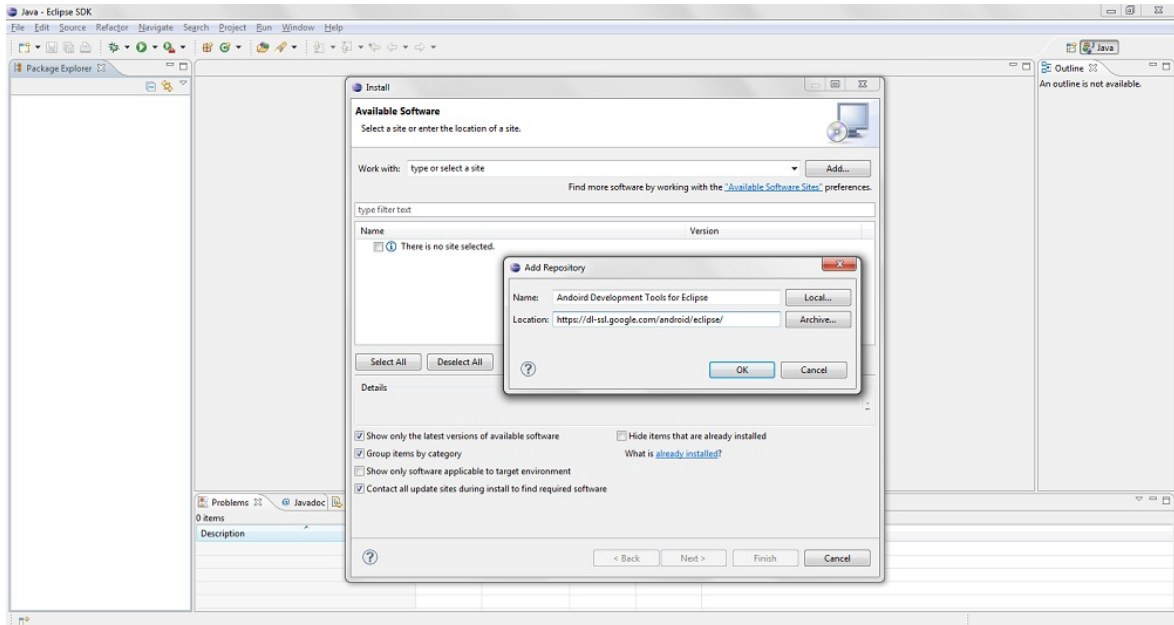 Java - Eclipse SDK
File Edit Source Refactor Navigate Search Project Run Window Help
Java
Package Explorer
Outline
An outline is not available.
Install
Available Software
Select a site or enter the location of a site.
Work with: type or select a site
Add...
Find more software by working with the "Available Software Sites" preferences.
type filter text
Name Version
There is no site selected.
Add Repository
Name: Andoird Development Tools for Eclipse Local...
Location: https://dl-ssl.google.com/android/eclipse/ Archive...
OK Cancel
Select All Deselect All
Details
Show only the latest versions of available software Hide items that are already installed
Group items by category What is already installed?
Show only software applicable to target environment
Contact all update sites during install to find required software
Problems Javadoc
0 items
Description
< Back Next > Finish Cancel